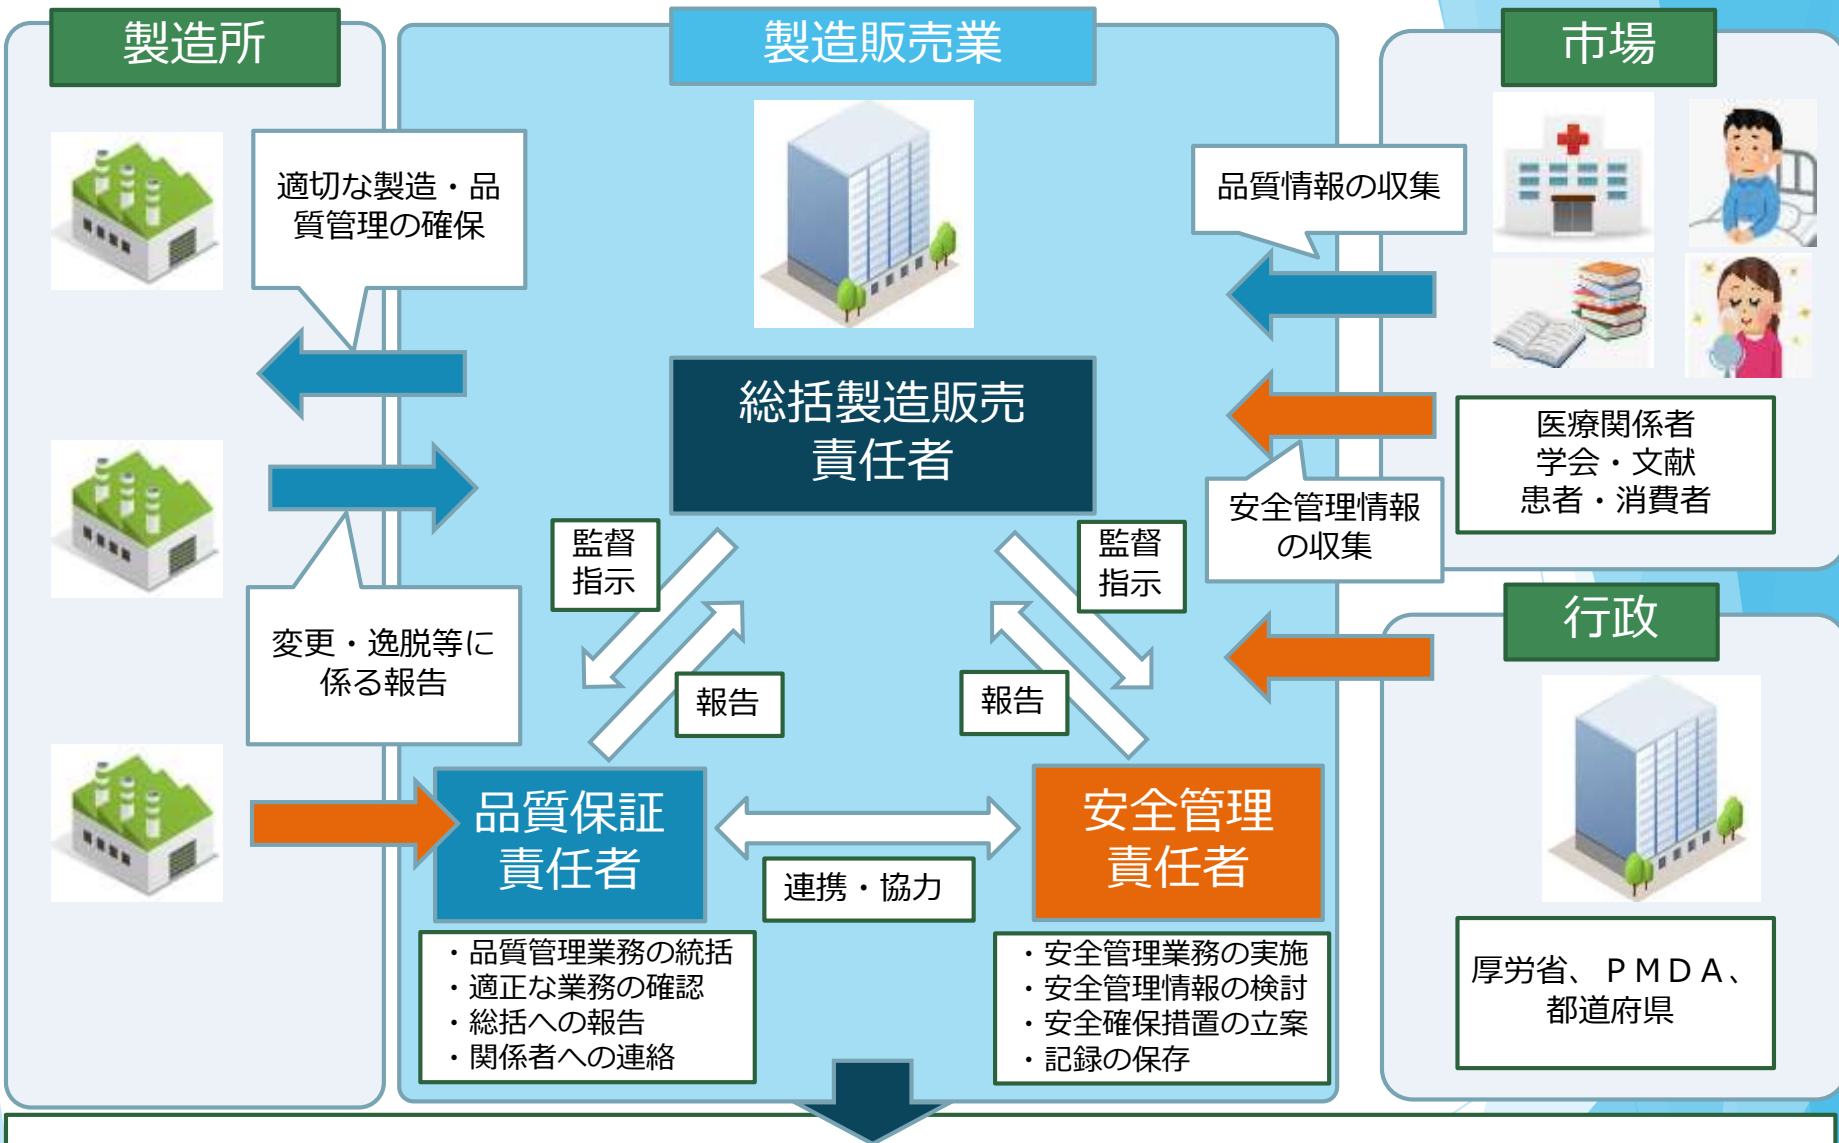 製造所
製造販売業
市場
適切な製造・品
質管理の確保
品質情報の収集
総括製造販売
責任者
医療関係者
学会・文献
患者・消費者
安全管理情報
の収集
監督
指示
監督
指示
変更・逸脱等に
係る報告
報告
報告
行政
品質保証
責任者
安全管理
責任者
連携・協力
・品質管理業務の統括
・適正な業務の確認
・総括への報告
・関係者への連絡
・安全管理業務の実施
・安全管理情報の検討
・安全確保措置の立案
・記録の保存
厚労省、ＰＭＤＡ、
都道府県